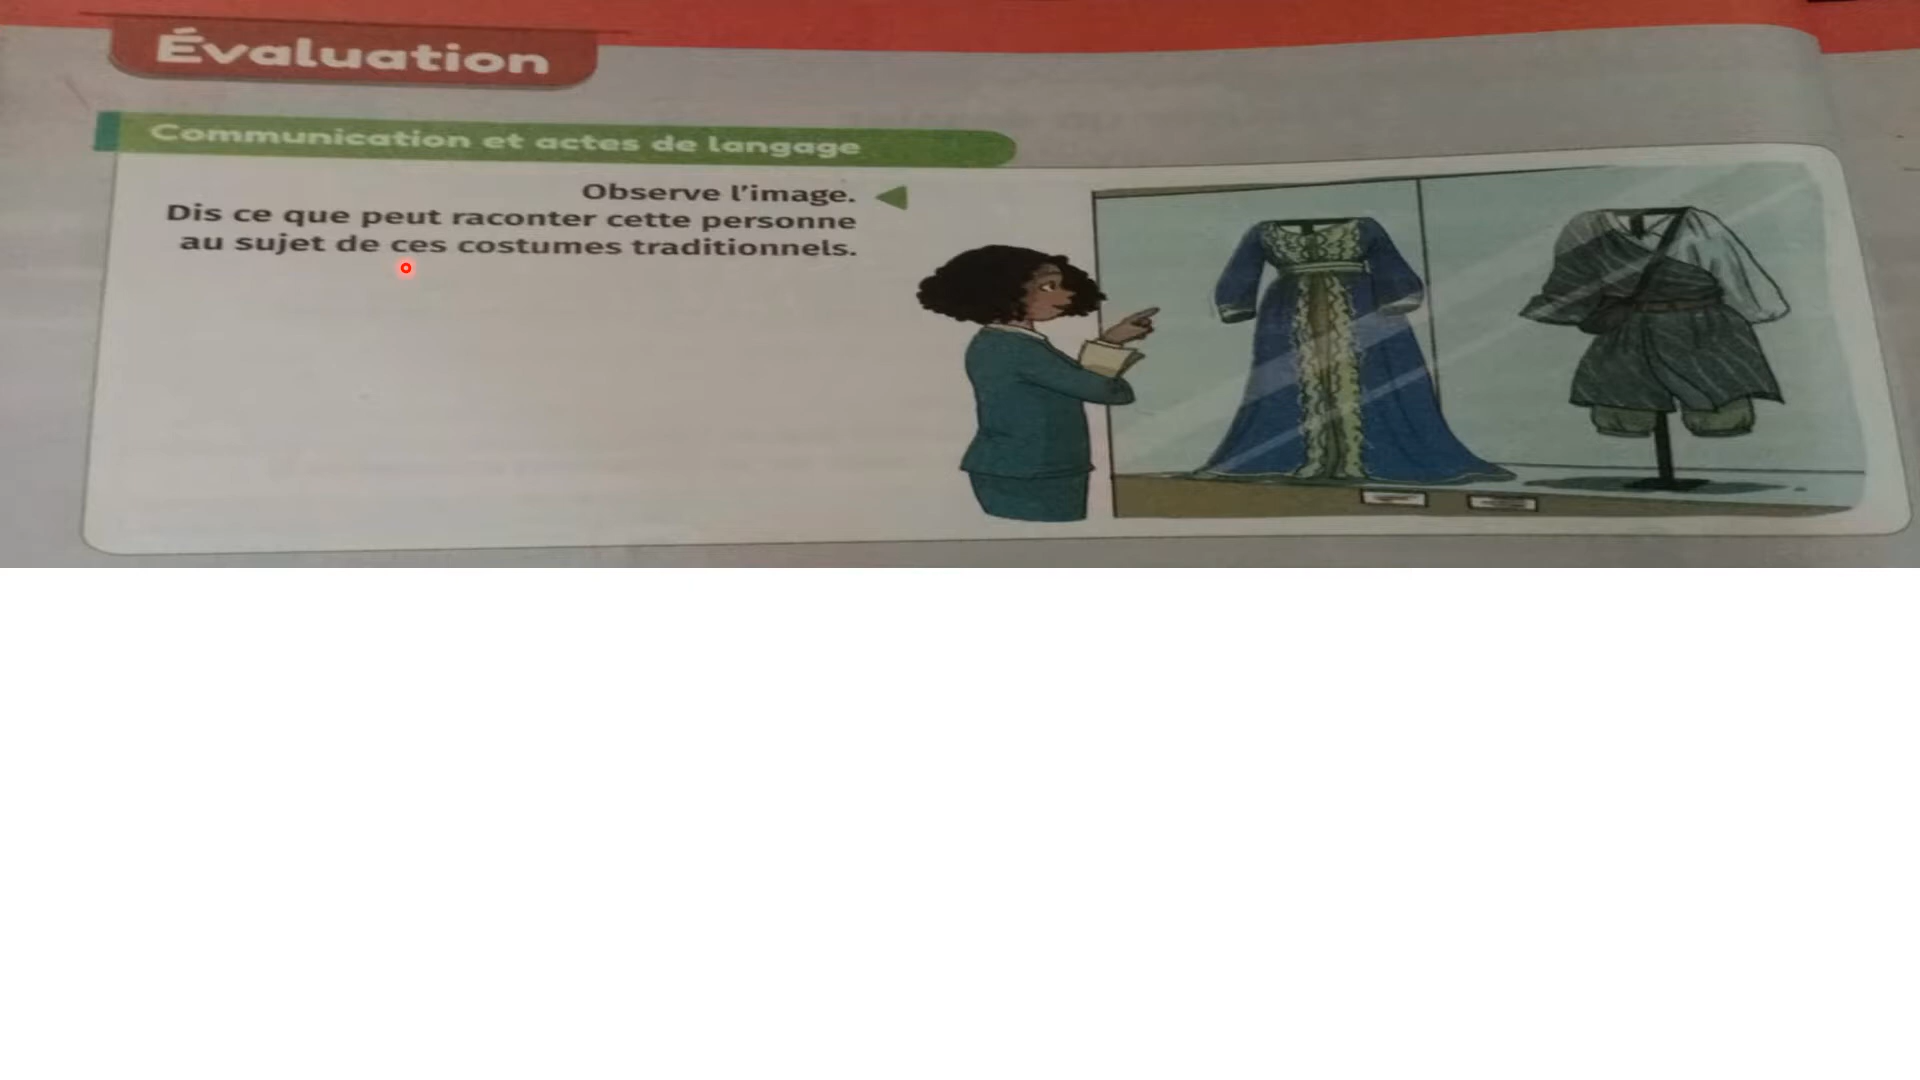 Évaluation
Communication et actes de langage
Observe l'image.
Dis ce que peut raconter cette personne
au sujet de ces costumes traditionnels.